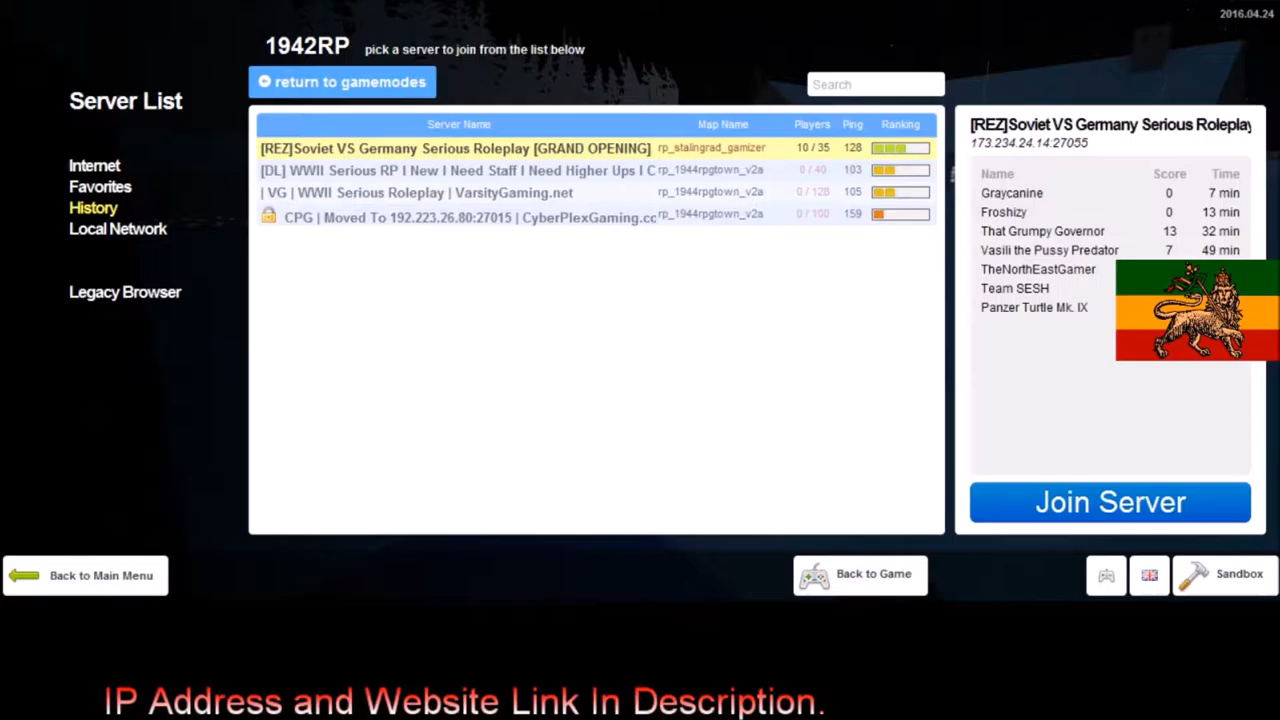 2016.04.24
1942RP pick a server to join from the list below
return to gamemodes
Search
Server List
Internet
Favorites
History
Local Network
Legacy Browser
Server Name Map Name Players Ping Ranking
[REZ]Soviet VS Germany Serious Roleplay [GRAND OPENING] rp_stalingrad_gamizer 10 / 35 128
[DL] WWII Serious RP I New I Need Staff I Need Higher Ups I C rp_1944rpgtown_v2a 0 / 40 103
| VG | WWII Serious Roleplay | VarsityGaming.net rp_1944rpgtown_v2a 0 / 128 105
CPG | Moved To 192.223.26.80:27015 | CyberPlexGaming.cc rp_1944rpgtown_v2a 0 / 100 159
[REZ]Soviet VS Germany Serious Roleplay
173.234.24.14:27055
Name Score Time
Graycanine 0 7 min
Froshizy 0 13 min
That Grumpy Governor 13 32 min
Vasili the Pussy Predator 7 49 min
TheNorthEastGamer
Team SESH
Panzer Turtle Mk. IX
Join Server
Back to Main Menu
Back to Game
Sandbox
IP Address and Website Link In Description.